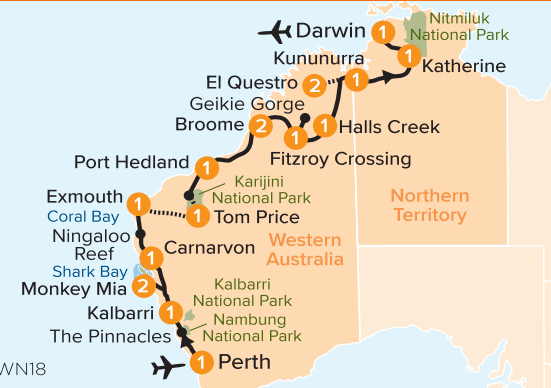 Nitmiluk
National Park
Darwin 1
Kununurra
1 Katherine
El Questro 2
1
Geikie Gorge
Broome 2
1 Halls Creek
1
Fitzroy Crossing
Port Hedland 1
Karijini
National Park
Exmouth 1
Coral Bay
1 Tom Price
Northern
Territory
Ningaloo
Reef
Western
Australia
1 Carnarvon
Shark Bay
Monkey Mia 2
Kalbarri
National Park
Kalbarri 1
Nambung
National Park
The Pinnacles
1 Perth
WN18